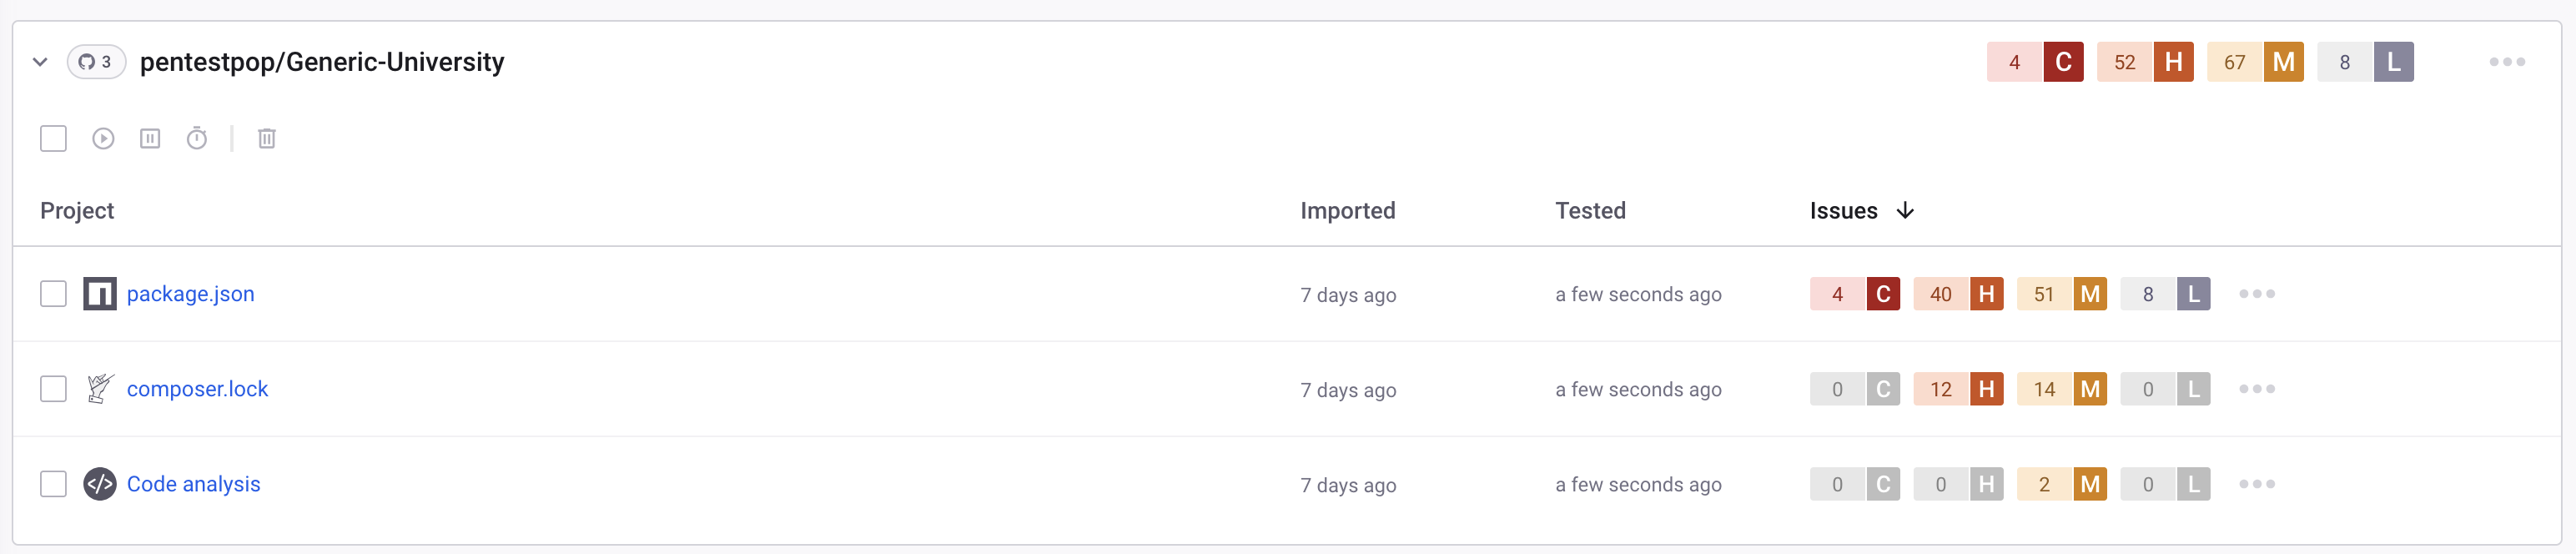 3 pentestpop/Generic-University 4 C 52 H 67 M 8 L
Project Imported Tested Issues
package.json 7 days ago a few seconds ago 4 C 40 H 51 M 8 L
composer.lock 7 days ago a few seconds ago 0 C 12 H 14 M 0 L
</> Code analysis 7 days ago a few seconds ago 0 C 0 H 2 M 0 L